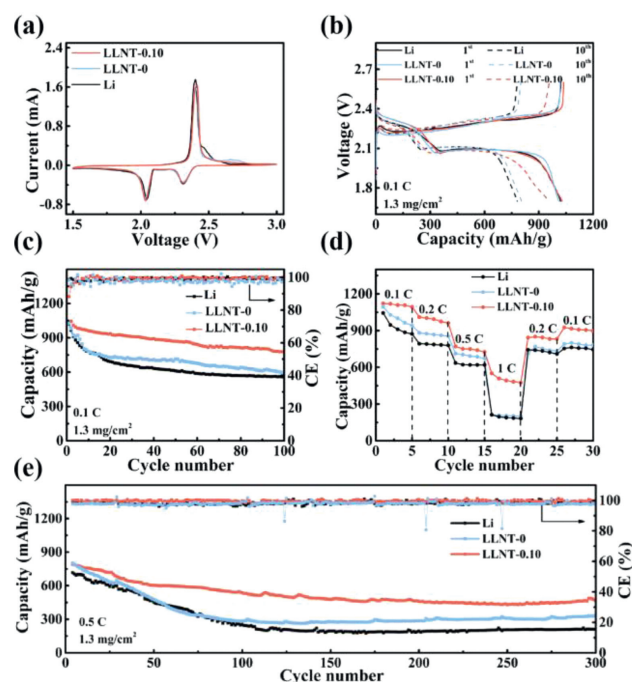 (a)
LLNT-0.10
LLNT-0
Li
Current (mA)
1.6
0.8
0.0
-0.8
1.5 2.0 2.5 3.0
Voltage (V)
(b)
Li 1st Li 10th
LLNT-0 1st LLNT-0 10th
LLNT-0.10 1st LLNT-0.10 10th
Voltage (V)
2.7
2.4
2.1
1.8
0.1 C
1.3 mg/cm2
0 300 600 900 1200
Capacity (mAh/g)
(c)
Capacity (mAh/g)
1200
900
600
300
0
Li
LLNT-0
LLNT-0.10
0.1 C
1.3 mg/cm2
0 20 40 60 80 100
Cycle number
100
80
60
40
20
0
CE (%)
(d)
Capacity (mAh/g)
1200
900
600
300
0
Li
LLNT-0
LLNT-0.10
0.1 C
0.2 C
0.5 C
1 C
0.2 C
0.1 C
0 5 10 15 20 25 30
Cycle number
(e)
Capacity (mAh/g)
1200
900
600
300
0
Li
LLNT-0
LLNT-0.10
0.5 C
1.3 mg/cm2
0 50 100 150 200 250 300
Cycle number
100
80
60
40
20
0
CE (%)